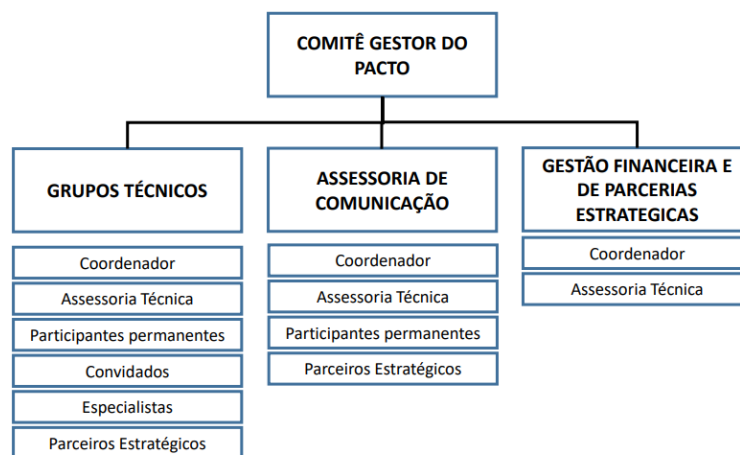 COMITÊ GESTOR DO
PACTO
GRUPOS TÉCNICOS
Coordenador
Assessoria Técnica
Participantes permanentes
Convidados
Especialistas
Parceiros Estratégicos
ASSESSORIA DE
COMUNICAÇÃO
Coordenador
Assessoria Técnica
Participantes permanentes
Parceiros Estratégicos
GESTÃO FINANCEIRA E
DE PARCERIAS
ESTRATEGICAS
Coordenador
Assessoria Técnica